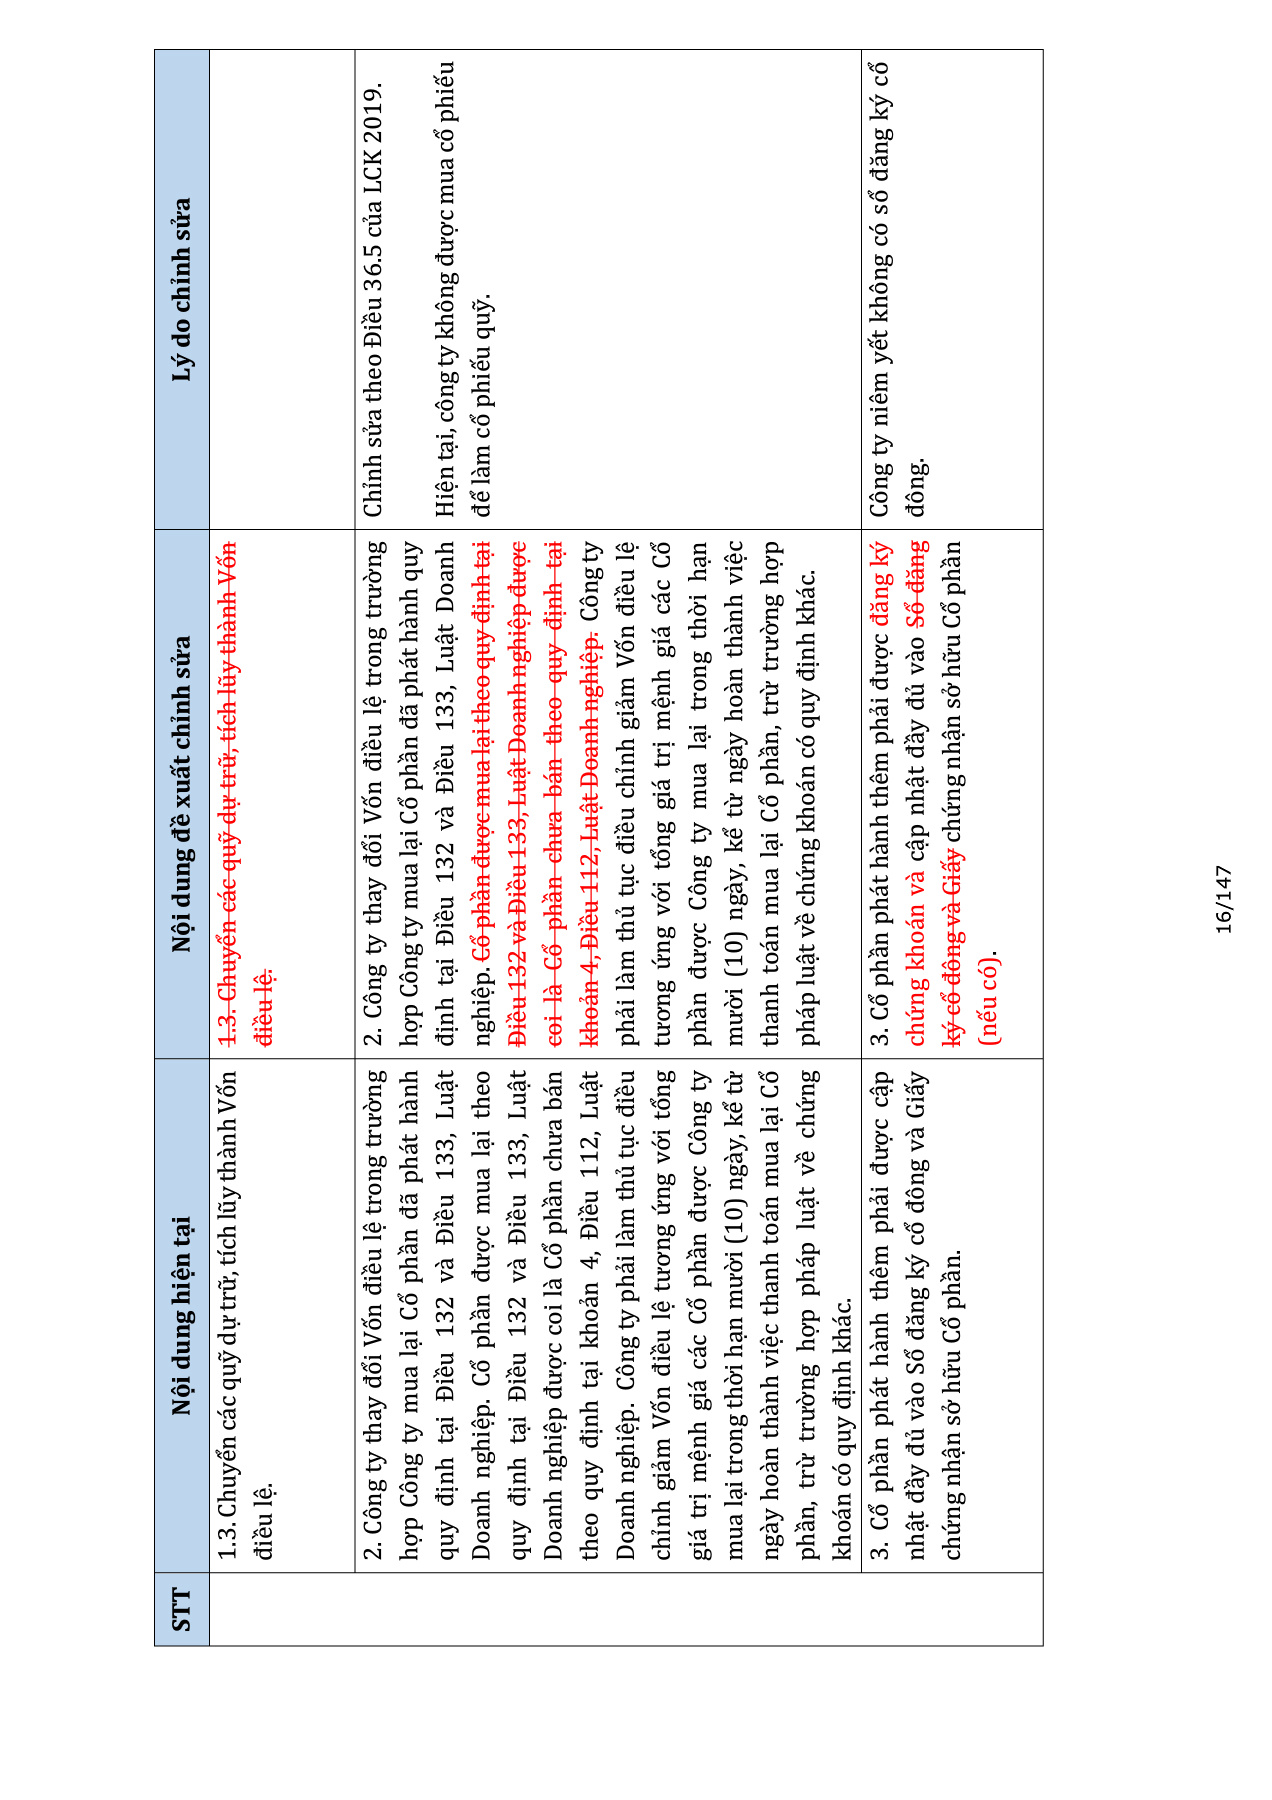 STT
Nội dung hiện tại
Nội dung đề xuất chỉnh sửa
Lý do chỉnh sửa
1.3. Chuyển các quỹ dự trữ, tích lũy thành Vốn
điều lệ.
1.3. Chuyển các quỹ dự trữ, tích lũy thành Vốn
điều lệ.
2. Công ty thay đổi Vốn điều lệ trong trường
hợp Công ty mua lại Cổ phần đã phát hành
quy định tại Điều 132 và Điều 133, Luật
Doanh nghiệp. Cổ phần được mua lại theo
quy định tại Điều 132 và Điều 133, Luật
Doanh nghiệp được coi là Cổ phần chưa bán
theo quy định tại khoản 4, Điều 112, Luật
Doanh nghiệp. Công ty phải làm thủ tục điều
chỉnh giảm Vốn điều lệ tương ứng với tổng
giá trị mệnh giá các Cổ phần được Công ty
mua lại trong thời hạn mười (10) ngày, kể từ
ngày hoàn thành việc thanh toán mua lại Cổ
phần, trừ trường hợp pháp luật về chứng
khoán có quy định khác.
2. Công ty thay đổi Vốn điều lệ trong trường
hợp Công ty mua lại Cổ phần đã phát hành quy
định tại Điều 132 và Điều 133, Luật Doanh
nghiệp. Cổ phần được mua lại theo quy định tại
Điều 132 và Điều 133, Luật Doanh nghiệp được
coi là Cổ phần chưa bán theo quy định tại
khoản 4, Điều 112, Luật Doanh nghiệp. Công ty
phải làm thủ tục điều chỉnh giảm Vốn điều lệ
tương ứng với tổng giá trị mệnh giá các Cổ
phần được Công ty mua lại trong thời hạn
mười (10) ngày, kể từ ngày hoàn thành việc
thanh toán mua lại Cổ phần, trừ trường hợp
pháp luật về chứng khoán có quy định khác.
Chỉnh sửa theo Điều 36.5 của LCK 2019.
Hiện tại, công ty không được mua cổ phiếu
để làm cổ phiếu quỹ.
3. Cổ phần phát hành thêm phải được cập
nhật đầy đủ vào Sổ đăng ký cổ đông và Giấy
chứng nhận sở hữu Cổ phần.
3. Cổ phần phát hành thêm phải được đăng ký
chứng khoán và cập nhật đầy đủ vào Sổ đăng
ký cổ đông và Giấy chứng nhận sở hữu Cổ phần
(nếu có).
Công ty niêm yết không có sổ đăng ký cổ
đông.
16/147